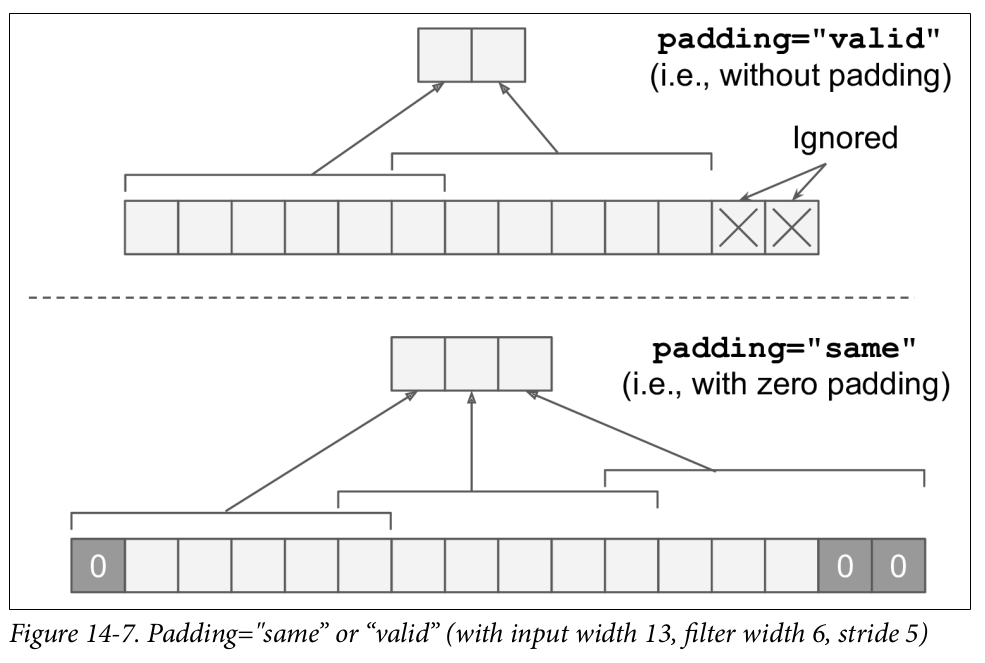 padding="valid"
(i.e., without padding)
Ignored
padding="same"
(i.e., with zero padding)
0 0 0
Figure 14-7. Padding="same” or “valid” (with input width 13, filter width 6, stride 5)